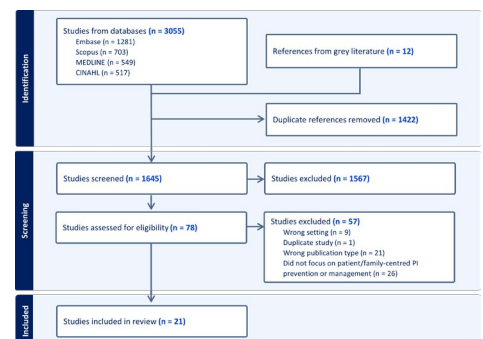 Identification
Studies from databases (n = 3055)
Embase (n = 1281)
Scopus (n = 703)
MEDLINE (n = 549)
CINAHL (n = 517)
References from grey literature (n = 12)
Duplicate references removed (n = 1422)
Screening
Studies screened (n = 1645)
Studies excluded (n = 1567)
Studies assessed for eligibility (n = 78)
Studies excluded (n = 57)
Wrong setting (n = 9)
Duplicate study (n = 1)
Wrong publication type (n = 21)
Did not focus on patient/family-centred PI
prevention or management (n = 26)
Included
Studies included in review (n = 21)